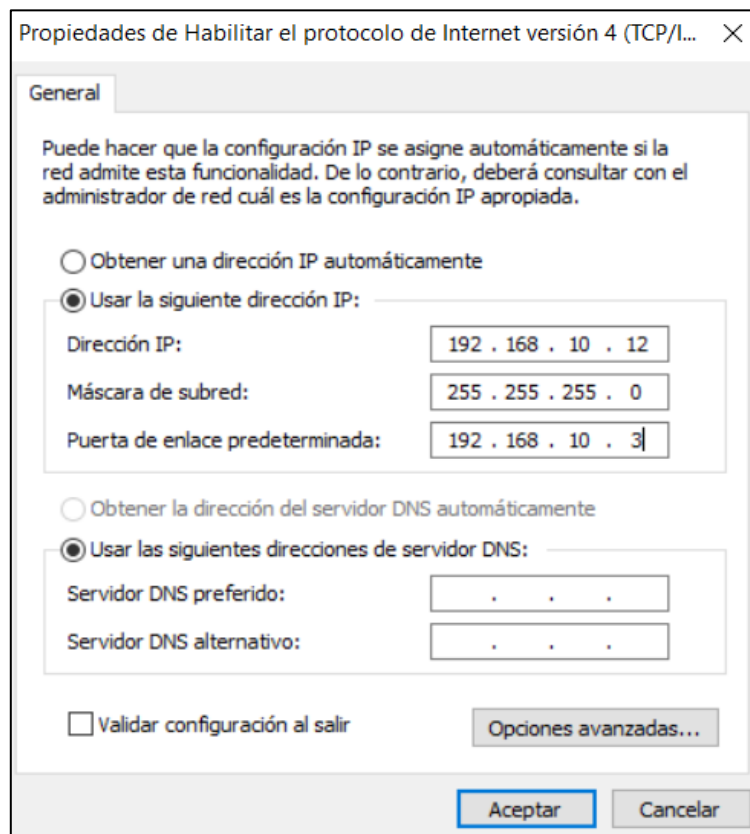 Propiedades de Habilitar el protocolo de Internet versión 4 (TCP/I...
General
Puede hacer que la configuración IP se asigne automáticamente si la
red admite esta funcionalidad. De lo contrario, deberá consultar con el
administrador de red cuál es la configuración IP apropiada.
Obtener una dirección IP automáticamente
Usar la siguiente dirección IP:
Dirección IP: 192 . 168 . 10 . 12
Máscara de subred: 255 . 255 . 255 . 0
Puerta de enlace predeterminada: 192 . 168 . 10 . 3
Obtener la dirección del servidor DNS automáticamente
Usar las siguientes direcciones de servidor DNS:
Servidor DNS preferido: . . .
Servidor DNS alternativo: . . .
Validar configuración al salir Opciones avanzadas...
Aceptar Cancelar